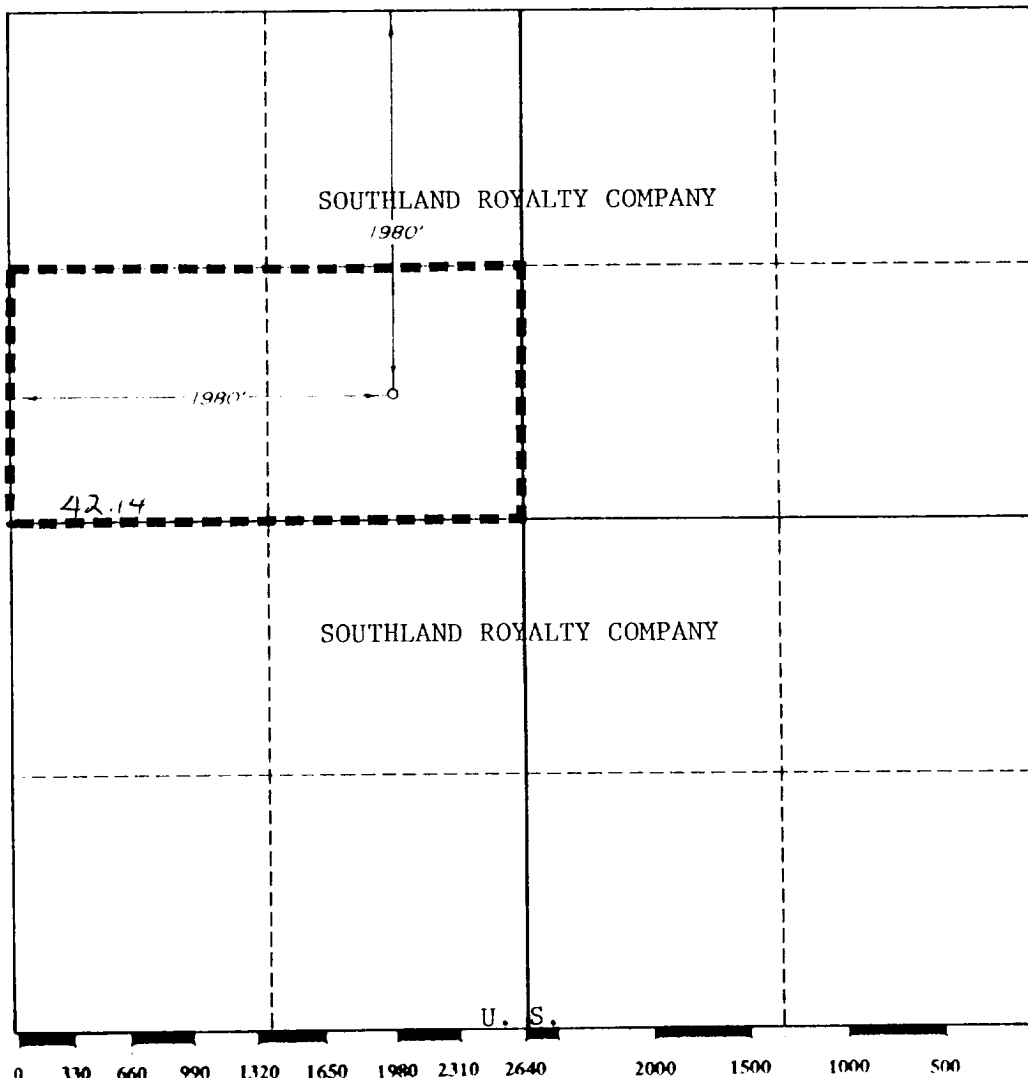 SOUTHLAND ROYALTY COMPANY
1980'
1980'
42.14
SOUTHLAND ROYALTY COMPANY
U. S.
0 330 660 990 1320 1650 1980 2310 2640 2000 1500 1000 500